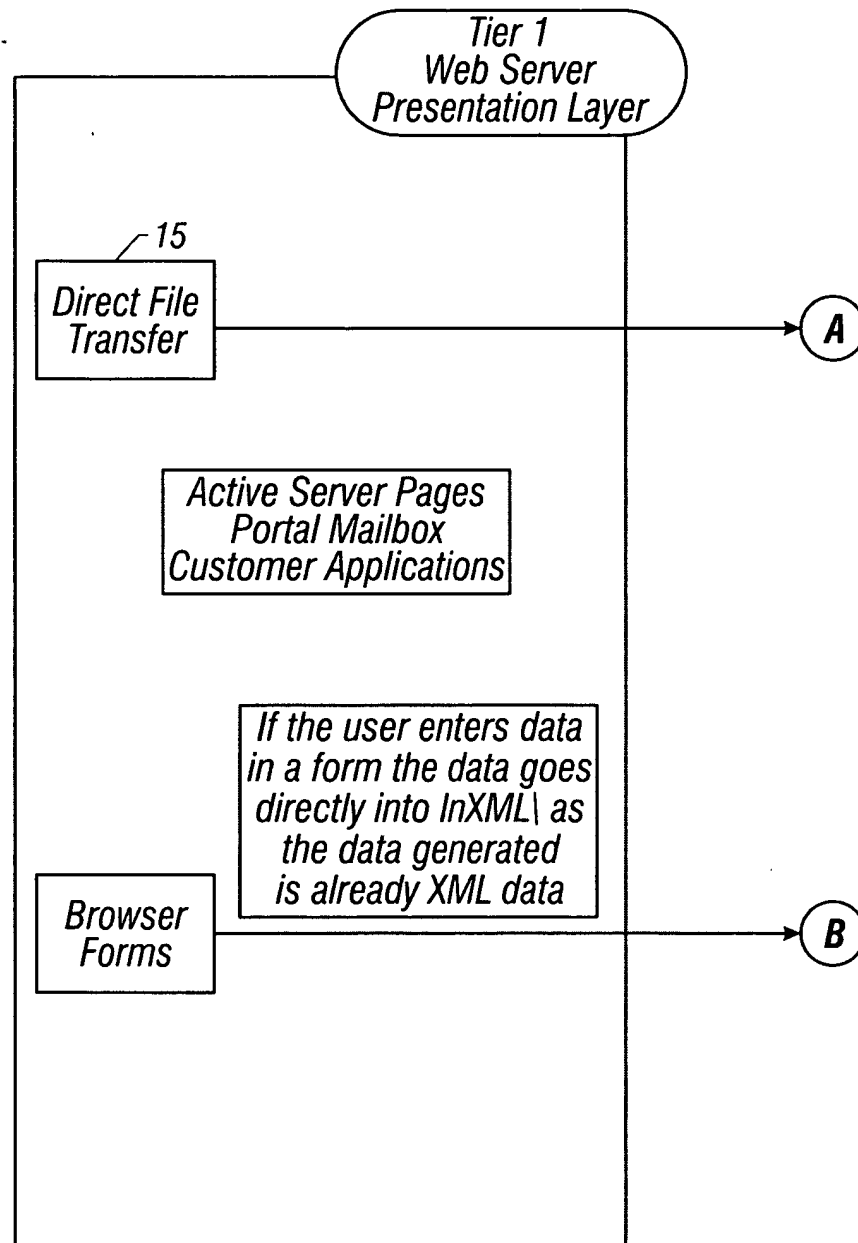 Tier 1
Web Server
Presentation Layer
15
Direct File
Transfer
A
Active Server Pages
Portal Mailbox
Customer Applications
If the user enters data
in a form the data goes
directly into InXML\ as
the data generated
is already XML data
Browser
Forms
B